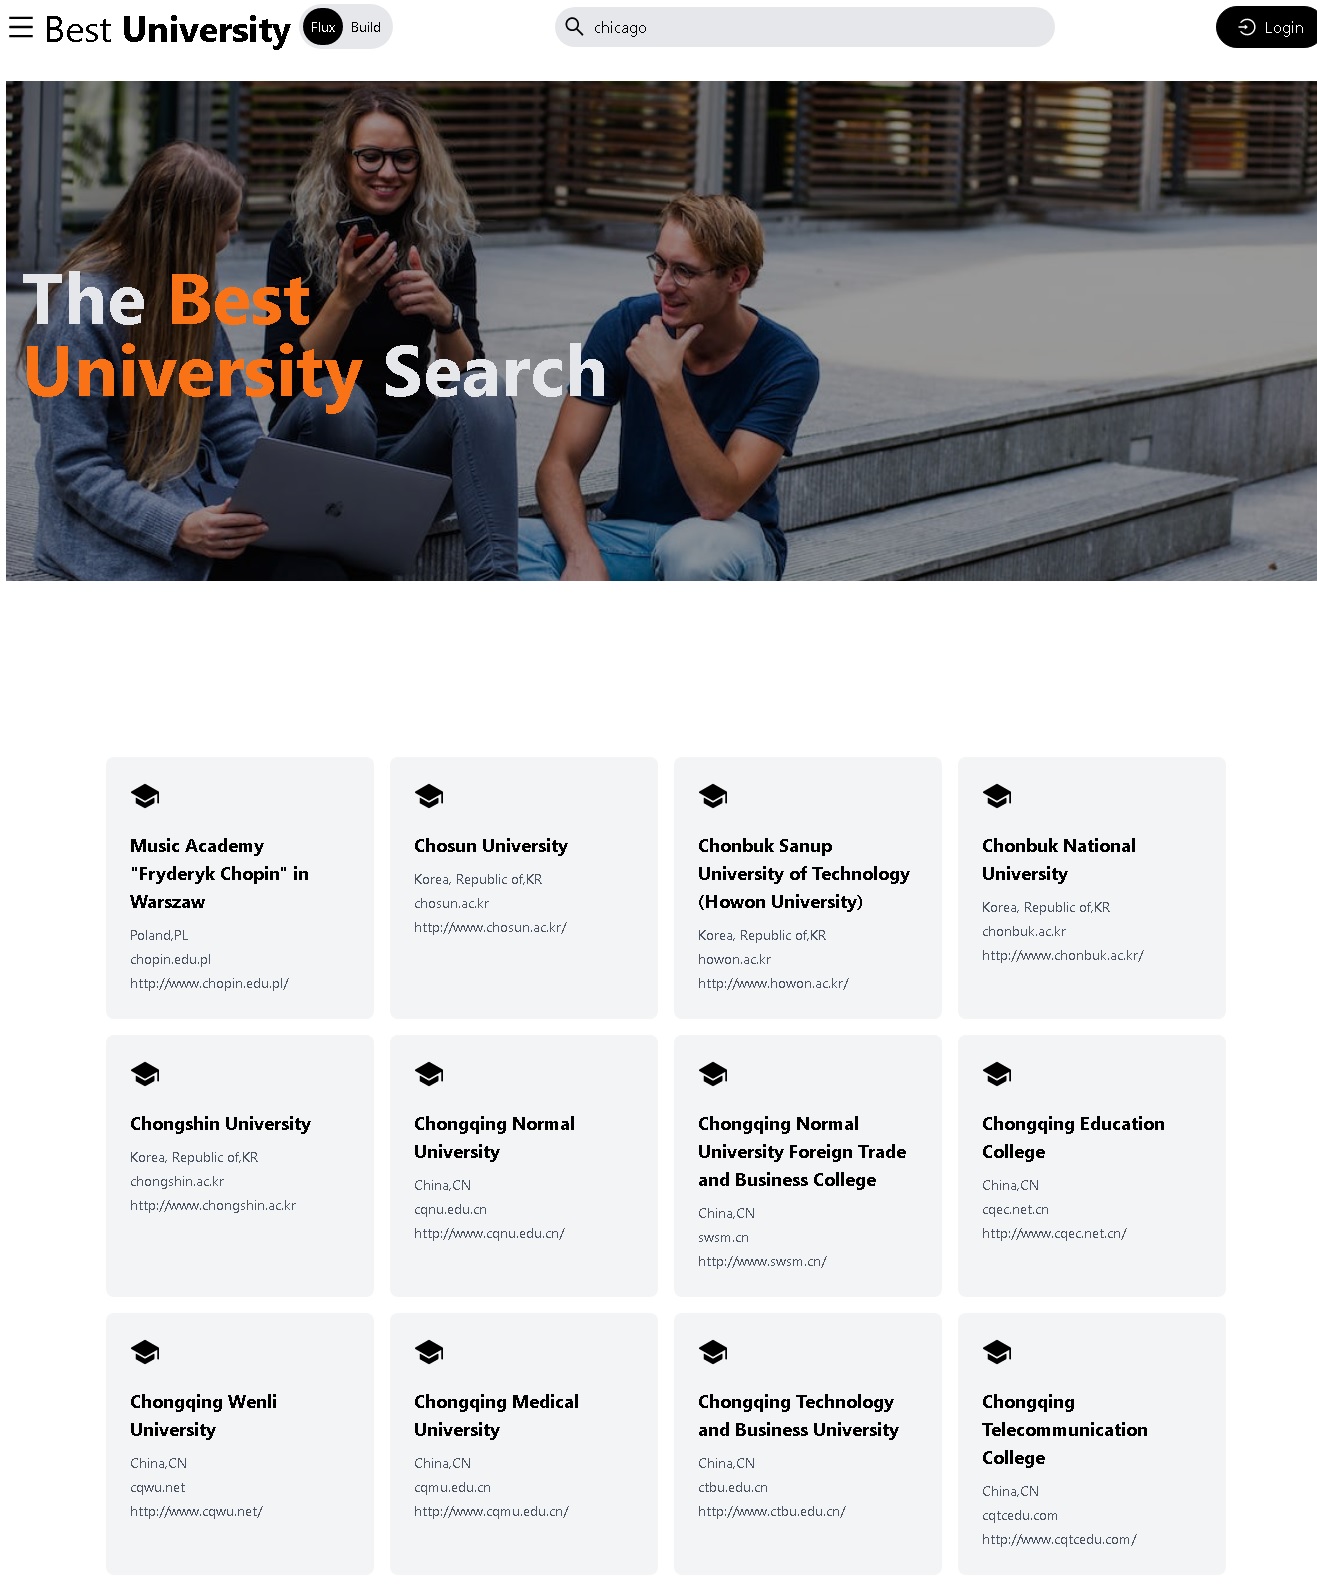 Best University Flux Build chicago Login
The Best
University Search
Music Academy
"Fryderyk Chopin" in
Warszaw
Poland,PL
chopin.edu.pl
http://www.chopin.edu.pl/
Chosun University
Korea, Republic of,KR
chosun.ac.kr
http://www.chosun.ac.kr/
Chonbuk Sanup
University of Technology
(Howon University)
Korea, Republic of,KR
howon.ac.kr
http://www.howon.ac.kr/
Chonbuk National
University
Korea, Republic of,KR
chonbuk.ac.kr
http://www.chonbuk.ac.kr/
Chongshin University
Korea, Republic of,KR
chongshin.ac.kr
http://www.chongshin.ac.kr
Chongqing Normal
University
China,CN
cqnu.edu.cn
http://www.cqnu.edu.cn/
Chongqing Normal
University Foreign Trade
and Business College
China,CN
swsm.cn
http://www.swsm.cn/
Chongqing Education
College
China,CN
cqec.net.cn
http://www.cqec.net.cn/
Chongqing Wenli
University
China,CN
cqwu.net
http://www.cqwu.net/
Chongqing Medical
University
China,CN
cqmu.edu.cn
http://www.cqmu.edu.cn/
Chongqing Technology
and Business University
China,CN
ctbu.edu.cn
http://www.ctbu.edu.cn/
Chongqing
Telecommunication
College
China,CN
cqtcedu.com
http://www.cqtcedu.com/